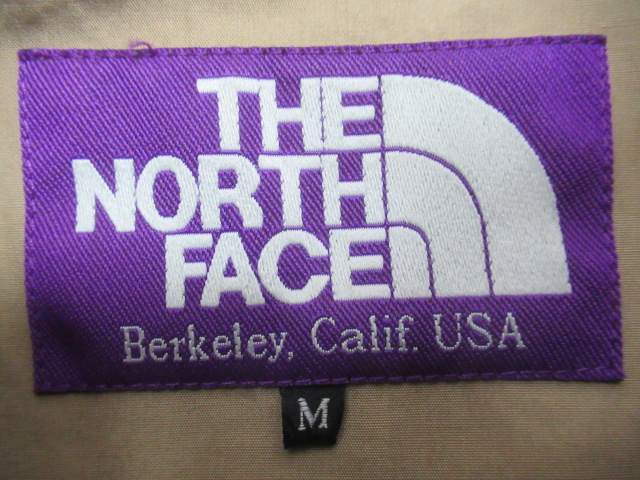 THE
NORTH
FACE
Berkeley, Calif. USA
M